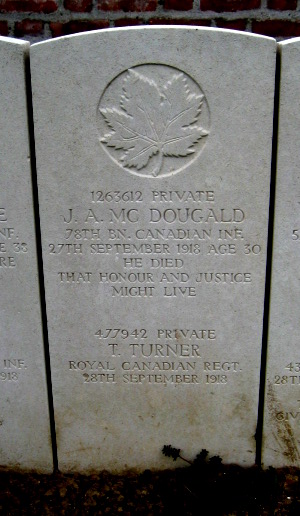 1263612 PRIVATE
J. A. MC DOUGALD
78TH BN. CANADIAN INF.
27TH SEPTEMBER 1918 AGE 30
HE DIED
THAT HONOUR AND JUSTICE
MIGHT LIVE
477942 PRIVATE
T. TURNER
ROYAL CANADIAN REGT.
28TH SEPTEMBER 1918